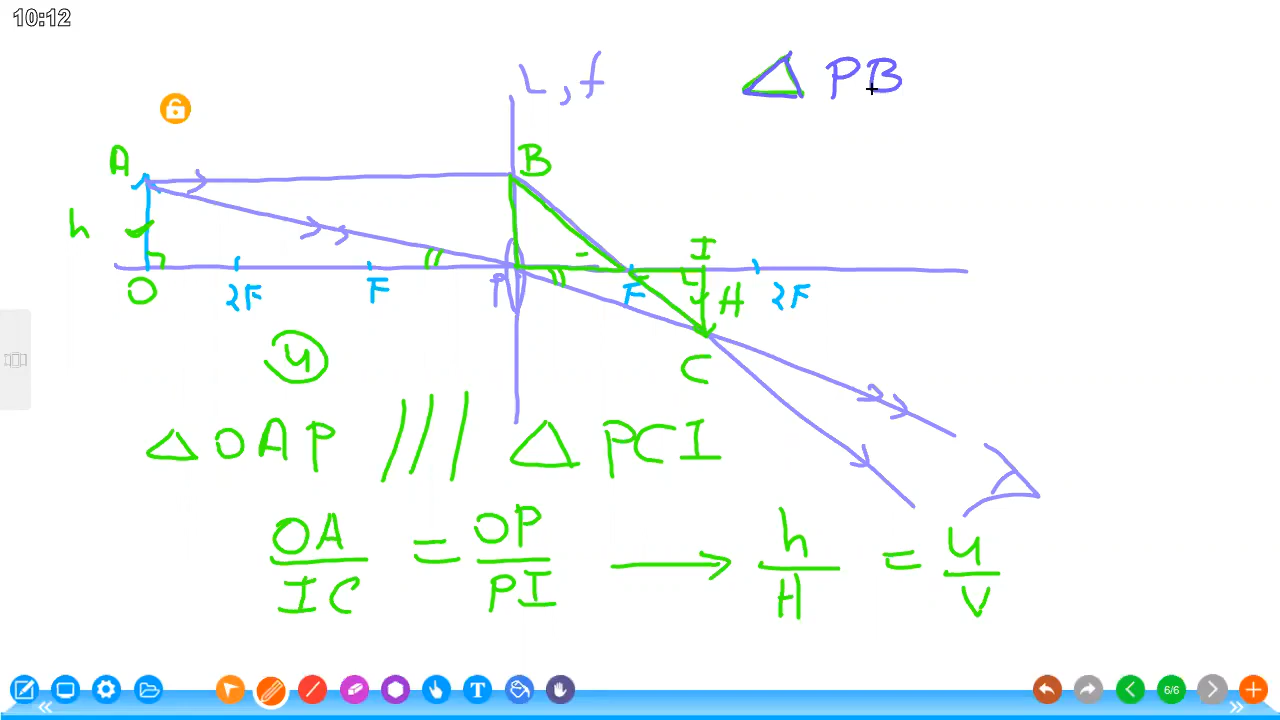 10:12
L, f
△ PB
A
B
h
I
O
2F
F
P
F
H
2F
C
u
△ OAP /// △ PCI
OA/IC = OP/PI → h/H = u/v
T
6/6